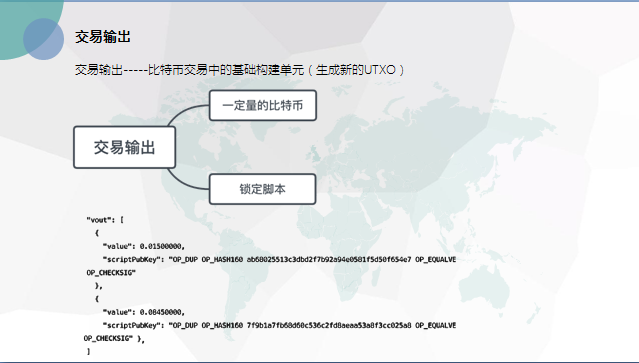 交易输出
交易输出-----比特币交易中的基础构建单元（生成新的UTXO）
一定量的比特币
交易输出
锁定脚本
"vout": [
{
"value": 0.01500000,
"scriptPubKey": "OP_DUP OP_HASH160 ab68025513c3dbd2f7b92a94e0581f5d50f654e7 OP_EQUALVE
OP_CHECKSIG"
},
{
"value": 0.08450000,
"scriptPubKey": "OP_DUP OP_HASH160 7f9b1a7fb68d60c536c2fd8aeaa53a8f3cc025a8 OP_EQUALVE
OP_CHECKSIG" },
]